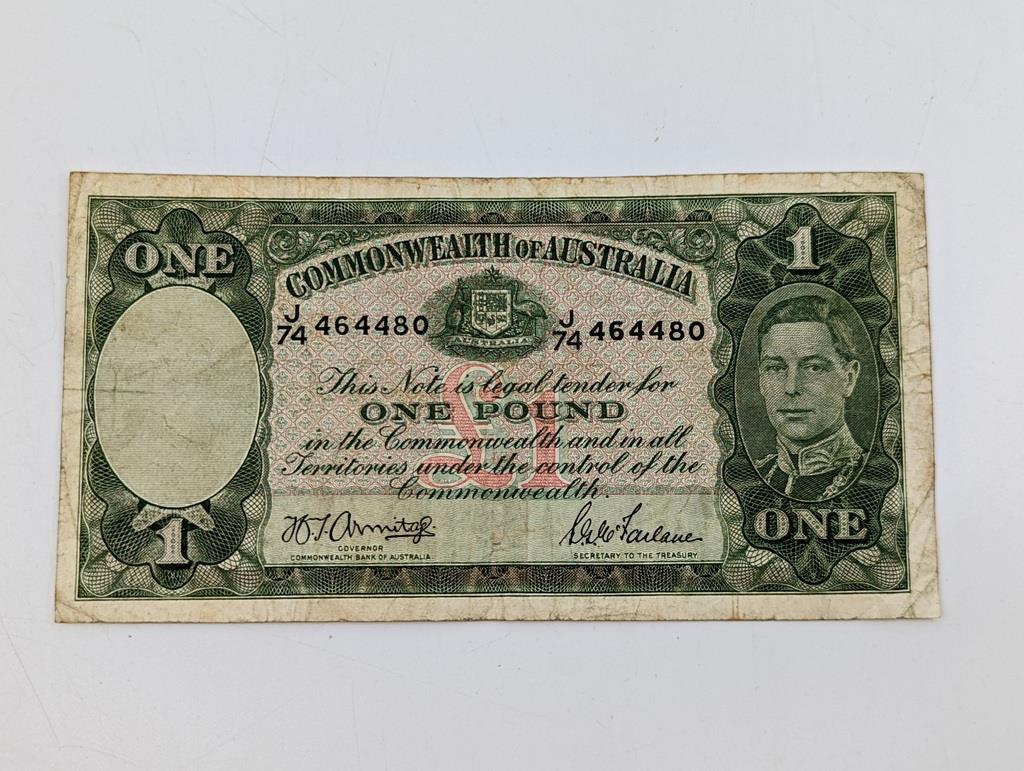 ONE
COMMONWEALTH OF AUSTRALIA
1
J
74 464480
AUSTRALIA
J
74 464480
£1
This Note is legal tender for
ONE POUND
in the Commonwealth and in all
Territories under the control of the
Commonwealth.
1
H.T. Armitage.
GOVERNOR
COMMONWEALTH BANK OF AUSTRALIA
S.G. McFarlane
SECRETARY TO THE TREASURY.
ONE